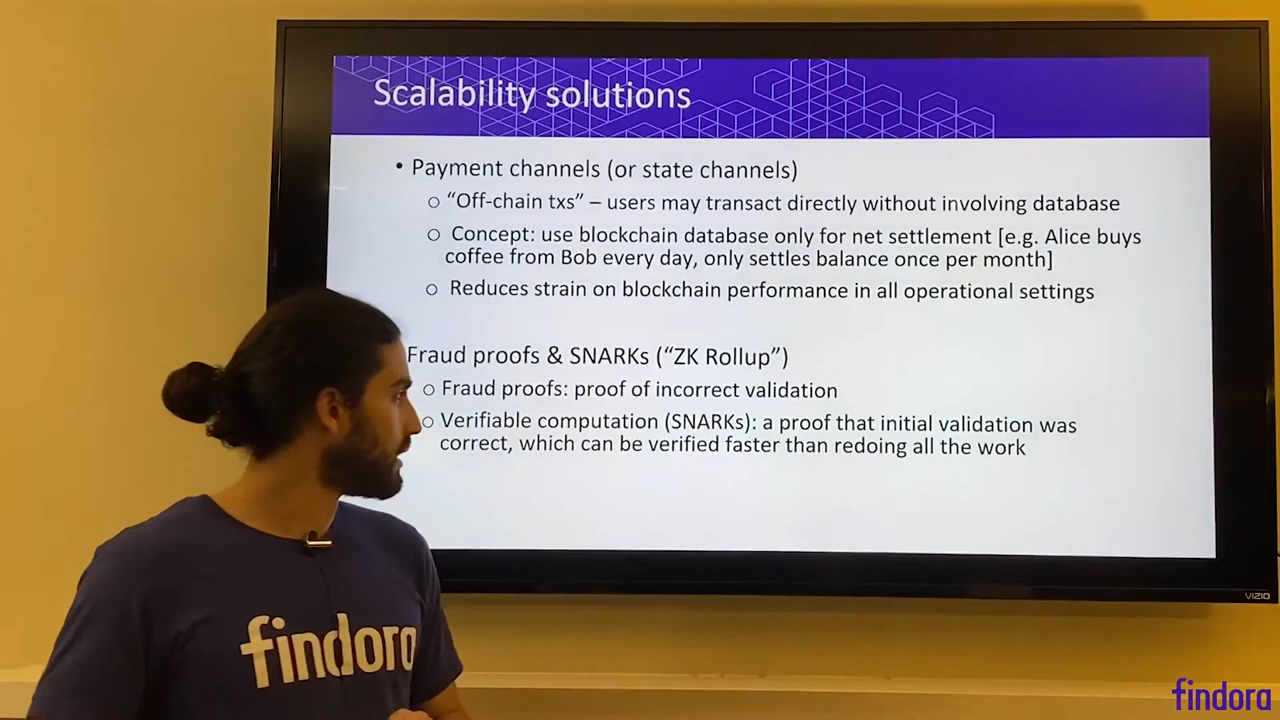 Scalability solutions
• Payment channels (or state channels)
○ “Off-chain txs” – users may transact directly without involving database
○ Concept: use blockchain database only for net settlement [e.g. Alice buys
coffee from Bob every day, only settles balance once per month]
○ Reduces strain on blockchain performance in all operational settings
Fraud proofs & SNARKs (“ZK Rollup”)
○ Fraud proofs: proof of incorrect validation
○ Verifiable computation (SNARKs): a proof that initial validation was
correct, which can be verified faster than redoing all the work
VIZIO
findora
findora